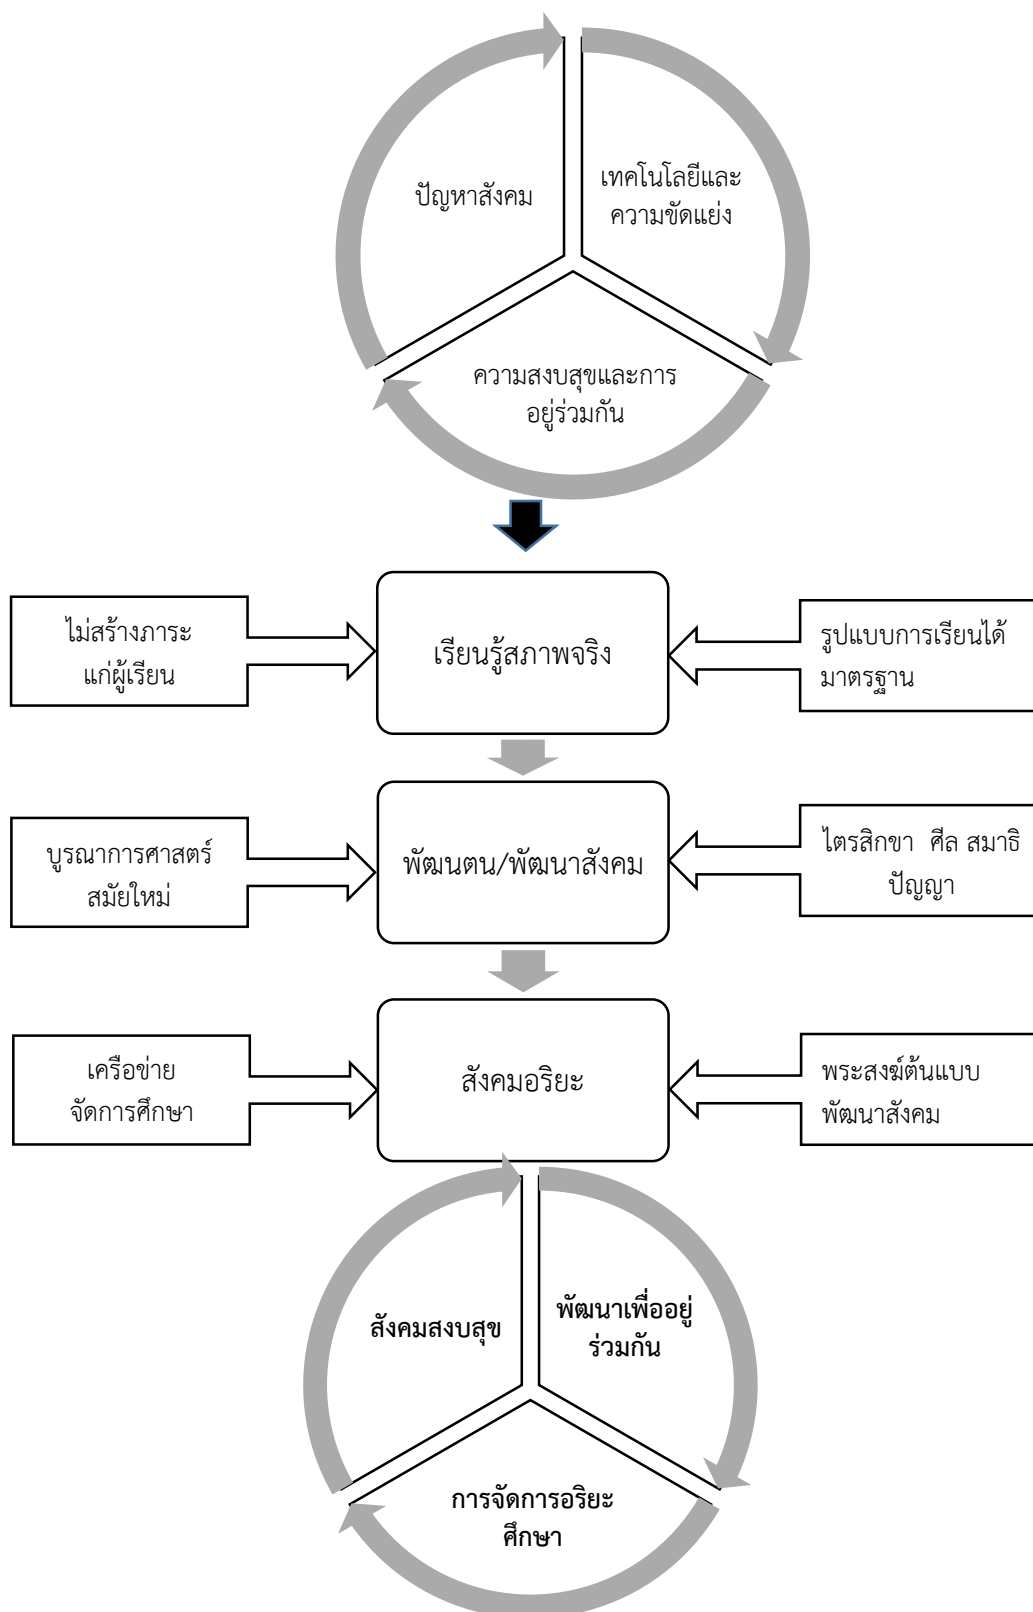 ปัญหาสังคม
เทคโนโลยีและ
ความขัดแย่ง
ความสงบสุขและการ
อยู่ร่วมกัน
ไม่สร้างภาระ
แก่ผู้เรียน
เรียนรู้สภาพจริง
รูปแบบการเรียนได้
มาตรฐาน
บูรณาการศาสตร์
สมัยใหม่
พัฒนตน/พัฒนาสังคม
ไตรสิกขา ศีล สมาธิ
ปัญญา
เครือข่าย
จัดการศึกษา
สังคมอริยะ
พระสงฆ์ต้นแบบ
พัฒนาสังคม
สังคมสงบสุข
พัฒนาเพื่ออยู่
ร่วมกัน
การจัดการอริยะ
ศึกษา